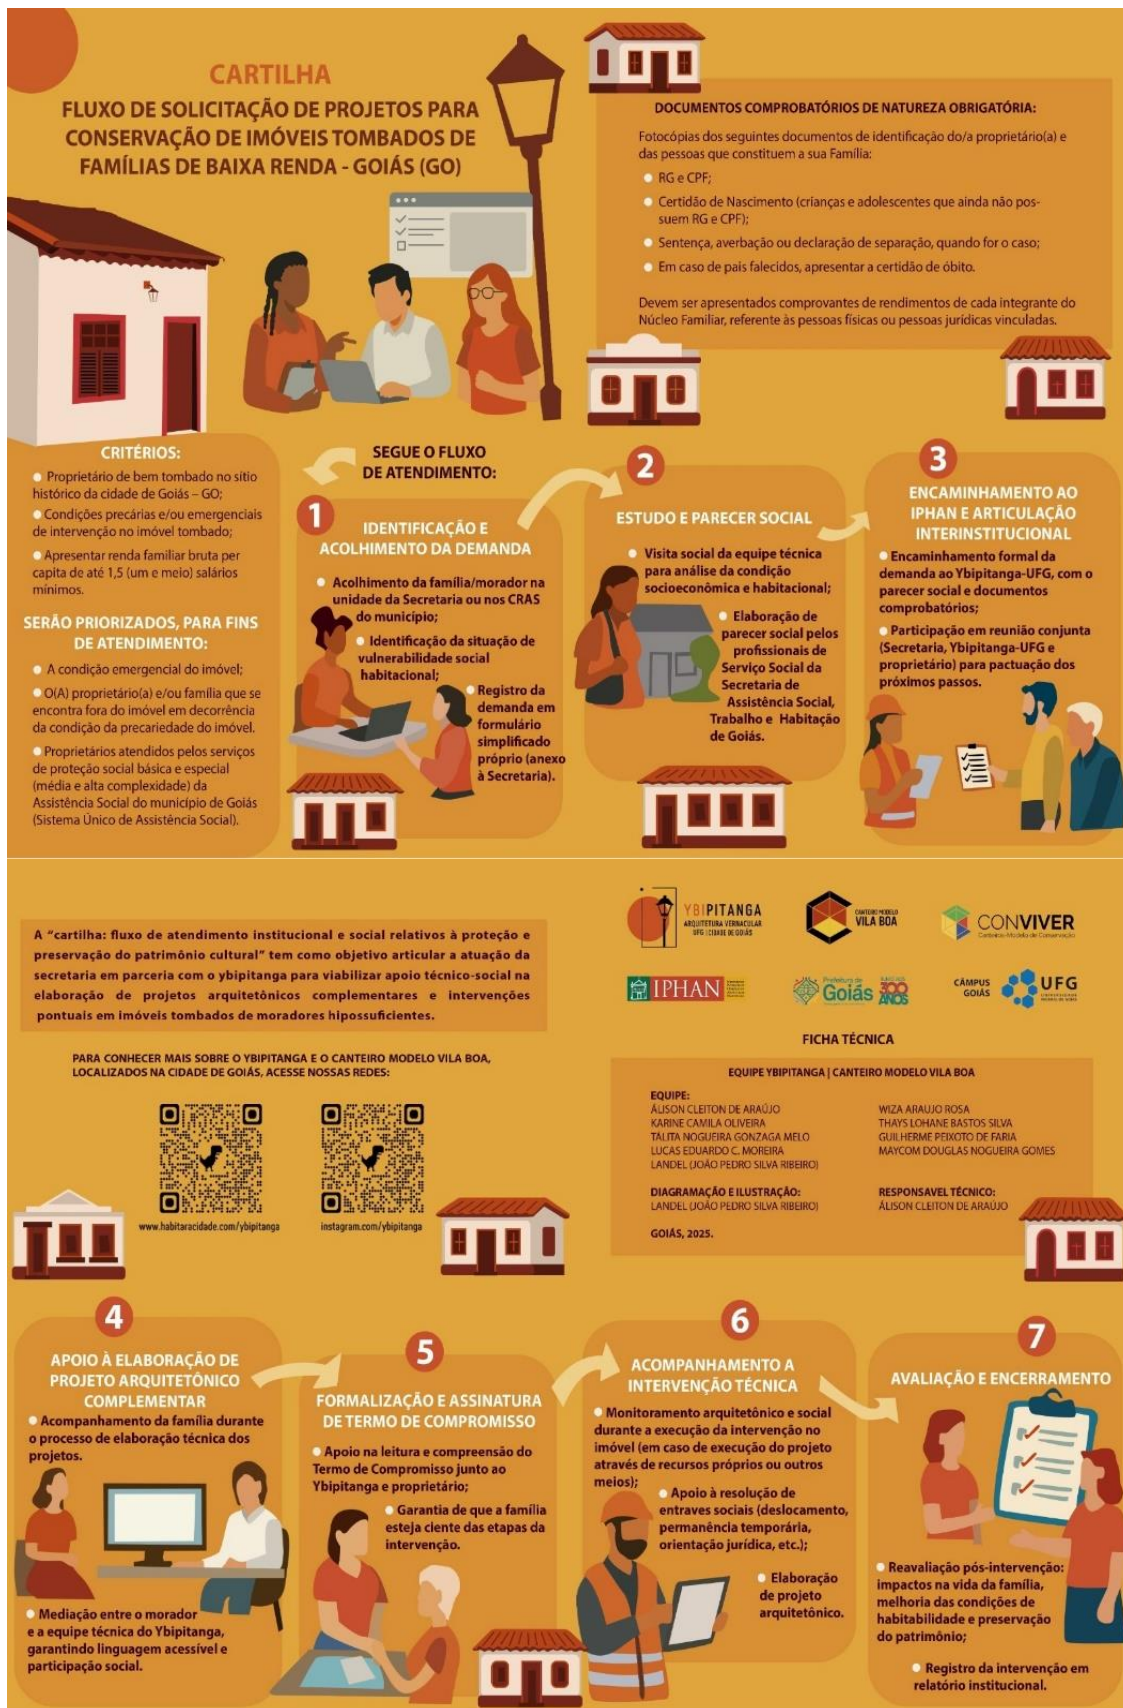 CARTILHA
FLUXO DE SOLICITAÇÃO DE PROJETOS PARA
CONSERVAÇÃO DE IMÓVEIS TOMBADOS DE
FAMÍLIAS DE BAIXA RENDA - GOIÁS (GO)
DOCUMENTOS COMPROBATÓRIOS DE NATUREZA OBRIGATÓRIA:
Fotocópias dos seguintes documentos de identificação do/a proprietário(a) e
das pessoas que constituem a sua Família:
RG e CPF;
Certidão de Nascimento (crianças e adolescentes que ainda não pos-
suem RG e CPF);
Sentença, averbação ou declaração de separação, quando for o caso;
Em caso de pais falecidos, apresentar a certidão de óbito.
Devem ser apresentados comprovantes de rendimentos de cada integrante do
Núcleo Familiar, referente às pessoas físicas ou pessoas jurídicas vinculadas.
CRITÉRIOS:
Proprietário de bem tombado no sítio
histórico da cidade de Goiás – GO;
Condições precárias e/ou emergenciais
de intervenção no imóvel tombado;
Apresentar renda familiar bruta per
capita de até 1,5 (um e meio) salários
mínimos.
SERÃO PRIORIZADOS, PARA FINS
DE ATENDIMENTO:
A condição emergencial do imóvel;
O(A) proprietário(a) e/ou família que se
encontra fora do imóvel em decorrência
da condição da precariedade do imóvel.
Proprietários atendidos pelos serviços
de proteção social básica e especial
(média e alta complexidade) da
Assistência Social do município de Goiás
(Sistema Único de Assistência Social).
SEGUE O FLUXO
DE ATENDIMENTO:
1
IDENTIFICAÇÃO E
ACOLHIMENTO DA DEMANDA
Acolhimento da família/morador na
unidade da Secretaria ou nos CRAS
do município;
Identificação da situação de
vulnerabilidade social
habitacional;
Registro da
demanda em
formulário
simplificado
próprio (anexo
à Secretaria).
2
ESTUDO E PARECER SOCIAL
Visita social da equipe técnica
para análise da condição
socioeconômica e habitacional;
Elaboração de
parecer social pelos
profissionais de
Serviço Social da
Secretaria de
Assistência Social,
Trabalho e Habitação
de Goiás.
3
ENCAMINHAMENTO AO
IPHAN E ARTICULAÇÃO
INTERINSTITUCIONAL
Encaminhamento formal da
demanda ao Ybipitanga-UFG, com o
parecer social e documentos
comprobatórios;
Participação em reunião conjunta
(Secretaria, Ybipitanga-UFG e
proprietário) para pactuação dos
próximos passos.
A “cartilha: fluxo de atendimento institucional e social relativos à proteção e
preservação do patrimônio cultural” tem como objetivo articular a atuação da
secretaria em parceria com o ybipitanga para viabilizar apoio técnico-social na
elaboração de projetos arquitetônicos complementares e intervenções
pontuais em imóveis tombados de moradores hipossuficientes.
PARA CONHECER MAIS SOBRE O YBIPITANGA E O CANTEIRO MODELO VILA BOA,
LOCALIZADOS NA CIDADE DE GOIÁS, ACESSE NOSSAS REDES:
www.habitaracidade.com/ybipitanga
instagram.com/ybipitanga
YBIPITANGA
ARQUITETURA VERNACULAR
UFG | CIDADE DE GOIÁS
CANTEIRO MODELO
VILA BOA
CONVIVER
Canteiros-Modelo de Conservação
IPHAN
Prefeitura de
Goiás
300
ANOS
CÂMPUS
GOIÁS
UFG
FICHA TÉCNICA
EQUIPE YBIPITANGA | CANTEIRO MODELO VILA BOA
EQUIPE:
ÁLISON CLEITON DE ARAÚJO
KARINE CAMILA OLIVEIRA
TALITA NOGUEIRA GONZAGA MELO
LUCAS EDUARDO C. MOREIRA
LANDEL (JOÃO PEDRO SILVA RIBEIRO)
WIZA ARAUJO ROSA
THAYS LOHANE BASTOS SILVA
GUILHERME PEIXOTO DE FARIA
MAYCOM DOUGLAS NOGUEIRA GOMES
DIAGRAMAÇÃO E ILUSTRAÇÃO:
LANDEL (JOÃO PEDRO SILVA RIBEIRO)
RESPONSAVEL TÉCNICO:
ÁLISON CLEITON DE ARAÚJO
GOIÁS, 2025.
4
APOIO À ELABORAÇÃO DE
PROJETO ARQUITETÔNICO
COMPLEMENTAR
Acompanhamento da família durante
o processo de elaboração técnica dos
projetos.
Mediação entre o morador
e a equipe técnica do Ybipitanga,
garantindo linguagem acessível e
participação social.
5
FORMALIZAÇÃO E ASSINATURA
DE TERMO DE COMPROMISSO
Apoio na leitura e compreensão do
Termo de Compromisso junto ao
Ybipitanga e proprietário;
Garantia de que a família
esteja ciente das etapas da
intervenção.
6
ACOMPANHAMENTO A
INTERVENÇÃO TÉCNICA
Monitoramento arquitetônico e social
durante a execução da intervenção no
imóvel (em caso de execução do projeto
através de recursos próprios ou outros
meios);
Apoio à resolução de
entraves sociais (deslocamento,
permanência temporária,
orientação jurídica, etc.);
Elaboração
de projeto
arquitetônico.
7
AVALIAÇÃO E ENCERRAMENTO
Reavaliação pós-intervenção:
impactos na vida da família,
melhoria das condições de
habitabilidade e preservação
do patrimônio;
Registro da intervenção em
relatório institucional.